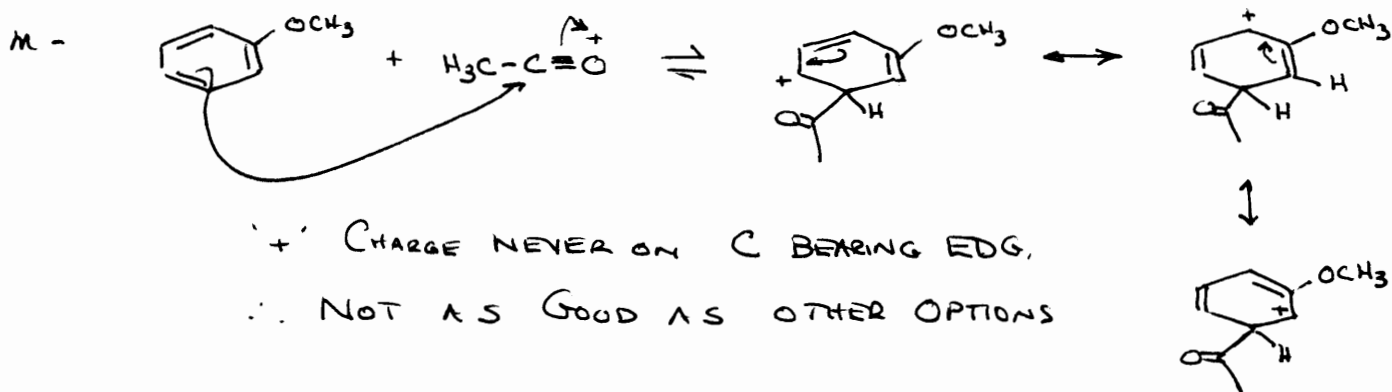 m -
OCH3
+
H3C-C≡O
+
⇌
OCH3
+
H
O
↔
+
OCH3
H
H
O
↕
'+' CHARGE NEVER ON C BEARING EDG.
∴ NOT AS GOOD AS OTHER OPTIONS
OCH3
+
H
O